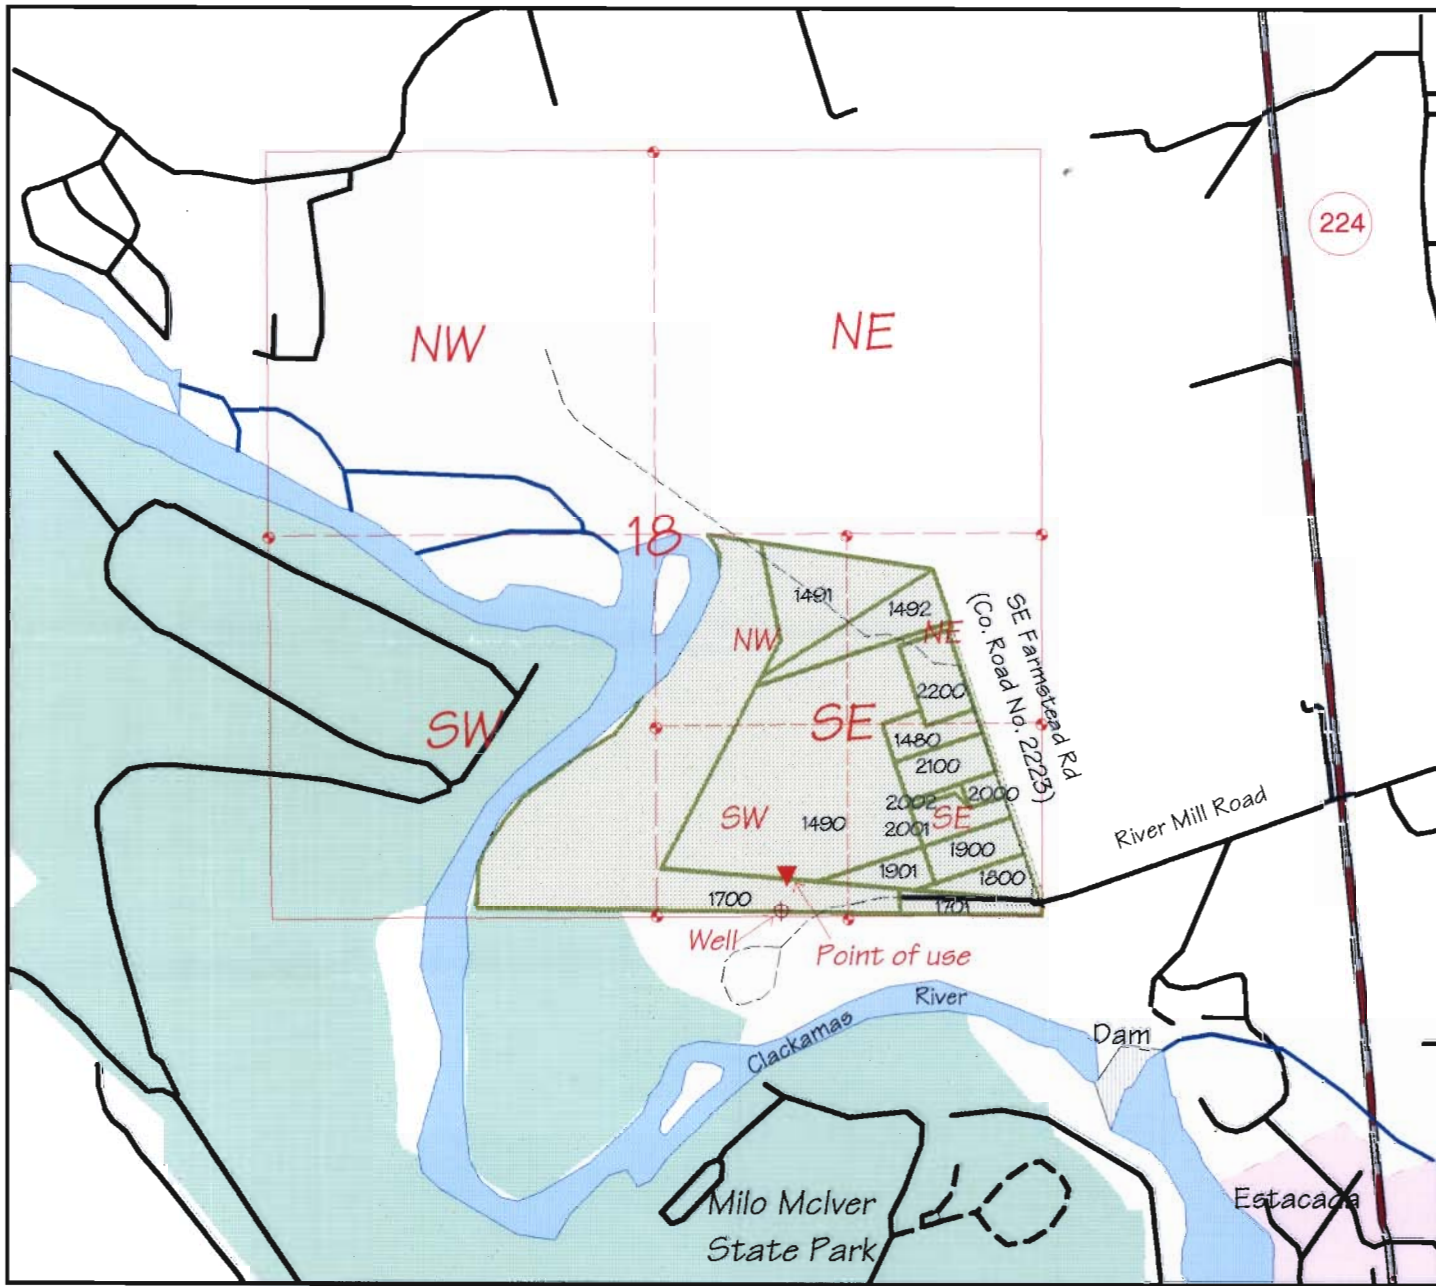 224
NW
NE
18
1491
1492
NW
NE
SE Farmstead Rd
(Co. Road No. 2223)
2200
SW
SE
1480
2100
2002
2000
SW
1490
2001
SE
River Mill Road
1900
1901
1800
1700
1701
Well
Point of use
River
Clackamas
Dam
Milo McIver
State Park
Estacada